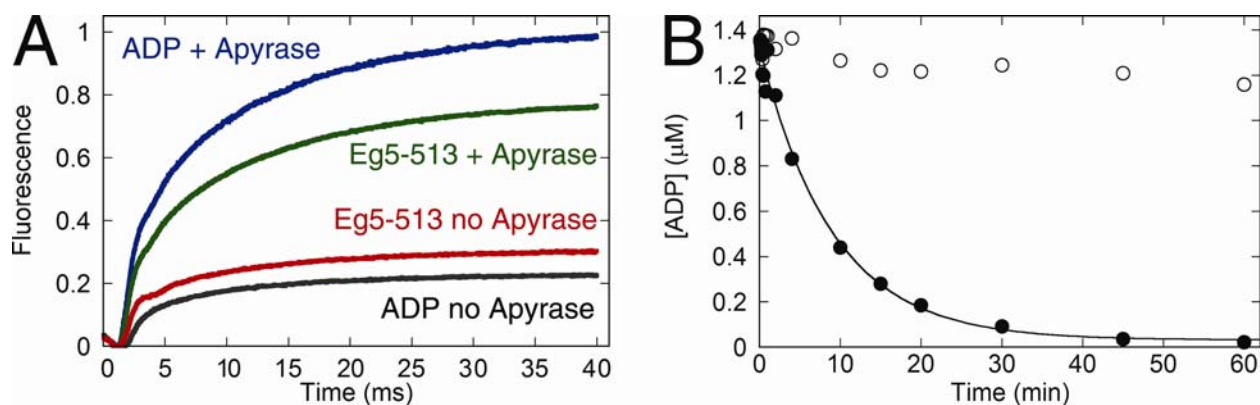 A
ADP + Apyrase
Eg5-513 + Apyrase
Eg5-513 no Apyrase
ADP no Apyrase
Fluorescence
1
0.8
0.6
0.4
0.2
0
0 5 10 15 20 25 30 35 40
Time (ms)
B
[ADP] (μM)
1.4
1.2
1
0.8
0.6
0.4
0.2
0
0 10 20 30 40 50 60
Time (min)